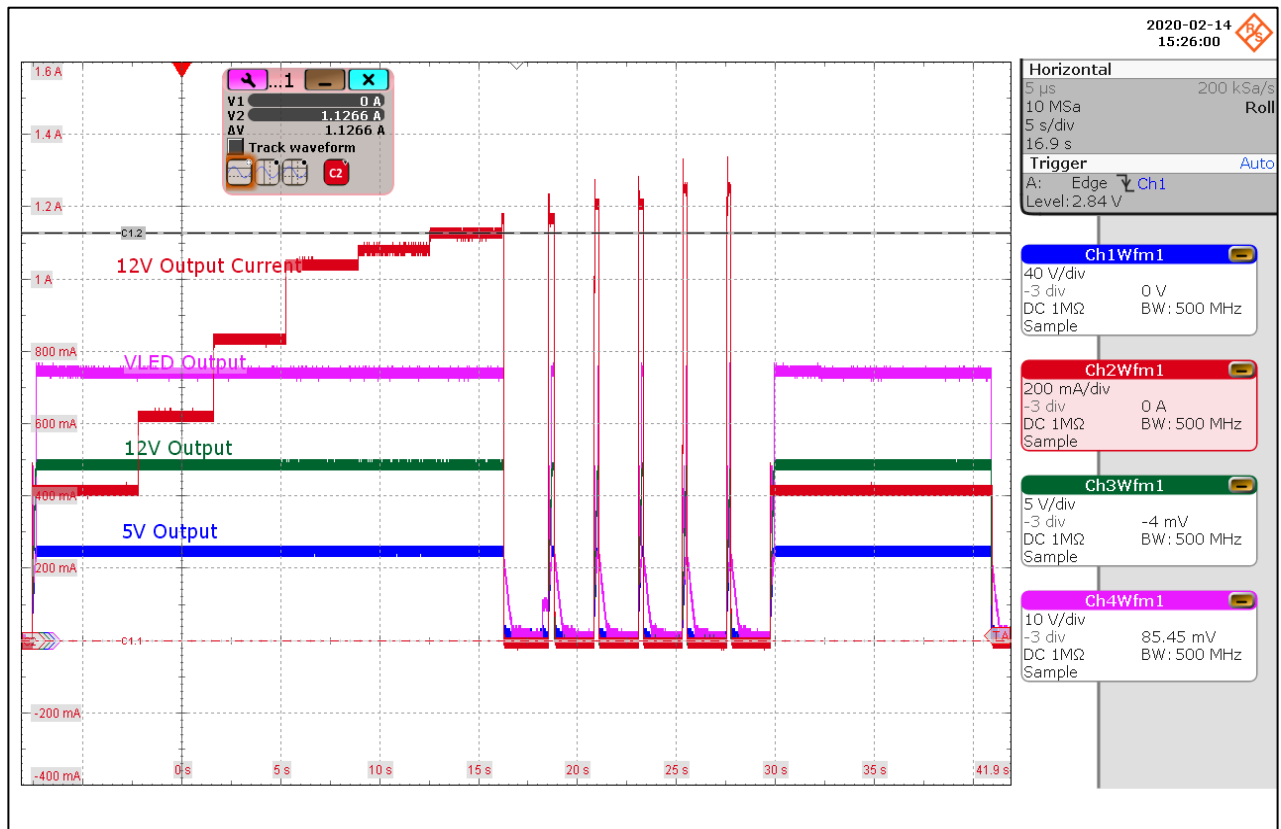 2020-02-14
15:26:00
R&S
1.6 A
1.4 A
1.2 A
1 A
800 mA
600 mA
400 mA
200 mA
-200 mA
-400 mA
...1
V1 0 A
V2 1.1266 A
ΔV 1.1266 A
Track waveform
C2
C1.2
12V Output Current
VLED Output
12V Output
5V Output
C1.1
TA
0 s
5 s
10 s
15 s
20 s
25 s
30 s
35 s
41.9 s
Horizontal
5 µs 200 kSa/s
10 MSa Roll
5 s/div
16.9 s
Trigger Auto
A: Edge Ch1
Level: 2.84 V
Ch1Wfm1
40 V/div
-3 div 0 V
DC 1MΩ BW: 500 MHz
Sample
Ch2Wfm1
200 mA/div
-3 div 0 A
DC 1MΩ BW: 500 MHz
Sample
Ch3Wfm1
5 V/div
-3 div -4 mV
DC 1MΩ BW: 500 MHz
Sample
Ch4Wfm1
10 V/div
-3 div 85.45 mV
DC 1MΩ BW: 500 MHz
Sample